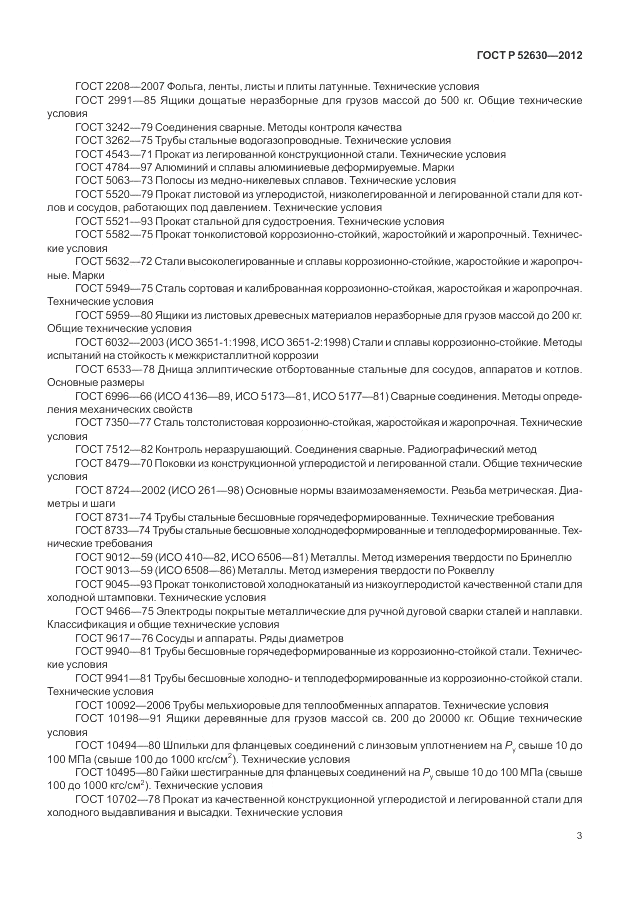 ГОСТ Р 52630—2012
ГОСТ 2208—2007 Фольга, ленты, листы и плиты латунные. Технические условия
ГОСТ 2991—85 Ящики дощатые неразборные для грузов массой до 500 кг. Общие технические
условия
ГОСТ 3242—79 Соединения сварные. Методы контроля качества
ГОСТ 3262—75 Трубы стальные водогазопроводные. Технические условия
ГОСТ 4543—71 Прокат из легированной конструкционной стали. Технические условия
ГОСТ 4784—97 Алюминий и сплавы алюминиевые деформируемые. Марки
ГОСТ 5063—73 Полосы из медно-никелевых сплавов. Технические условия
ГОСТ 5520—79 Прокат листовой из углеродистой, низколегированной и легированной стали для кот-
лов и сосудов, работающих под давлением. Технические условия
ГОСТ 5521—93 Прокат стальной для судостроения. Технические условия
ГОСТ 5582—75 Прокат тонколистовой коррозионно-стойкий, жаростойкий и жаропрочный. Техничес-
кие условия
ГОСТ 5632—72 Стали высоколегированные и сплавы коррозионно-стойкие, жаростойкие и жаропроч-
ные. Марки
ГОСТ 5949—75 Сталь сортовая и калиброванная коррозионно-стойкая, жаростойкая и жаропрочная.
Технические условия
ГОСТ 5959—80 Ящики из листовых древесных материалов неразборные для грузов массой до 200 кг.
Общие технические условия
ГОСТ 6032—2003 (ИСО 3651-1:1998, ИСО 3651-2:1998) Стали и сплавы коррозионно-стойкие. Методы
испытаний на стойкость к межкристаллитной коррозии
ГОСТ 6533—78 Днища эллиптические отбортованные стальные для сосудов, аппаратов и котлов.
Основные размеры
ГОСТ 6996—66 (ИСО 4136—89, ИСО 5173—81, ИСО 5177—81) Сварные соединения. Методы опреде-
ления механических свойств
ГОСТ 7350—77 Сталь толстолистовая коррозионно-стойкая, жаростойкая и жаропрочная. Технические
условия
ГОСТ 7512—82 Контроль неразрушающий. Соединения сварные. Радиографический метод
ГОСТ 8479—70 Поковки из конструкционной углеродистой и легированной стали. Общие технические
условия
ГОСТ 8724—2002 (ИСО 261—98) Основные нормы взаимозаменяемости. Резьба метрическая. Диа-
метры и шаги
ГОСТ 8731—74 Трубы стальные бесшовные горячедеформированные. Технические требования
ГОСТ 8733—74 Трубы стальные бесшовные холоднодеформированные и теплодеформированные. Тех-
нические требования
ГОСТ 9012—59 (ИСО 410—82, ИСО 6506—81) Металлы. Метод измерения твердости по Бринеллю
ГОСТ 9013—59 (ИСО 6508—86) Металлы. Метод измерения твердости по Роквеллу
ГОСТ 9045—93 Прокат тонколистовой холоднокатаный из низкоуглеродистой качественной стали для
холодной штамповки. Технические условия
ГОСТ 9466—75 Электроды покрытые металлические для ручной дуговой сварки сталей и наплавки.
Классификация и общие технические условия
ГОСТ 9617—76 Сосуды и аппараты. Ряды диаметров
ГОСТ 9940—81 Трубы бесшовные горячедеформированные из коррозионно-стойкой стали. Техничес-
кие условия
ГОСТ 9941—81 Трубы бесшовные холодно- и теплодеформированные из коррозионно-стойкой стали.
Технические условия
ГОСТ 10092—2006 Трубы мельхиоровые для теплообменных аппаратов. Технические условия
ГОСТ 10198—91 Ящики деревянные для грузов массой св. 200 до 20000 кг. Общие технические
условия
ГОСТ 10494—80 Шпильки для фланцевых соединений с линзовым уплотнением на Pу свыше 10 до
100 МПа (свыше 100 до 1000 кгс/см²). Технические условия
ГОСТ 10495—80 Гайки шестигранные для фланцевых соединений на Pу свыше 10 до 100 МПа (свыше
100 до 1000 кгс/см²). Технические условия
ГОСТ 10702—78 Прокат из качественной конструкционной углеродистой и легированной стали для
холодного выдавливания и высадки. Технические условия
3